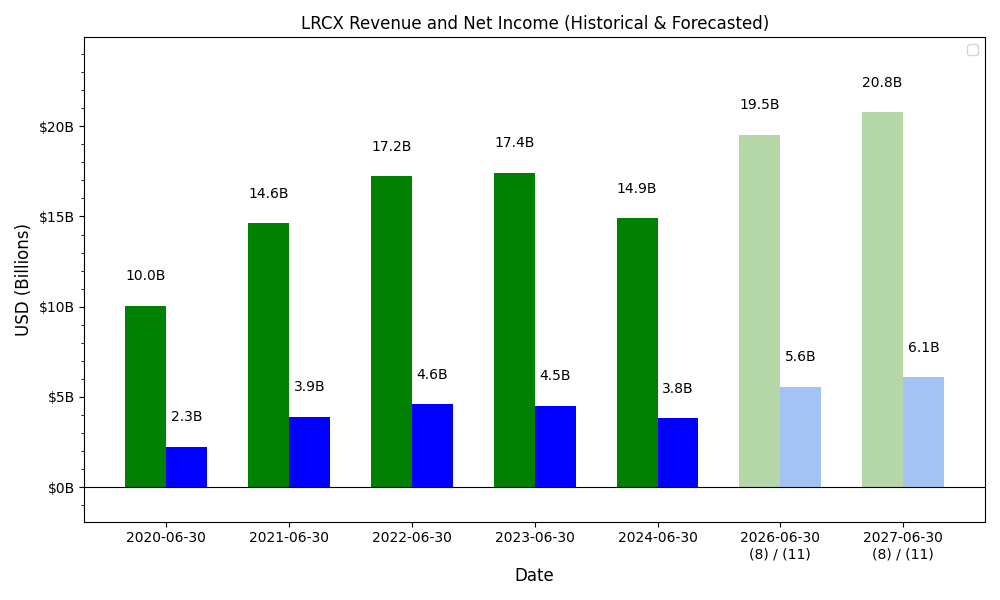 LRCX Revenue and Net Income (Historical & Forecasted)
USD (Billions)
$20B
$15B
$10B
$5B
$0B
10.0B
2.3B
14.6B
3.9B
17.2B
4.6B
17.4B
4.5B
14.9B
3.8B
19.5B
5.6B
20.8B
6.1B
2020-06-30
2021-06-30
2022-06-30
2023-06-30
2024-06-30
2026-06-30
(8) / (11)
2027-06-30
(8) / (11)
Date